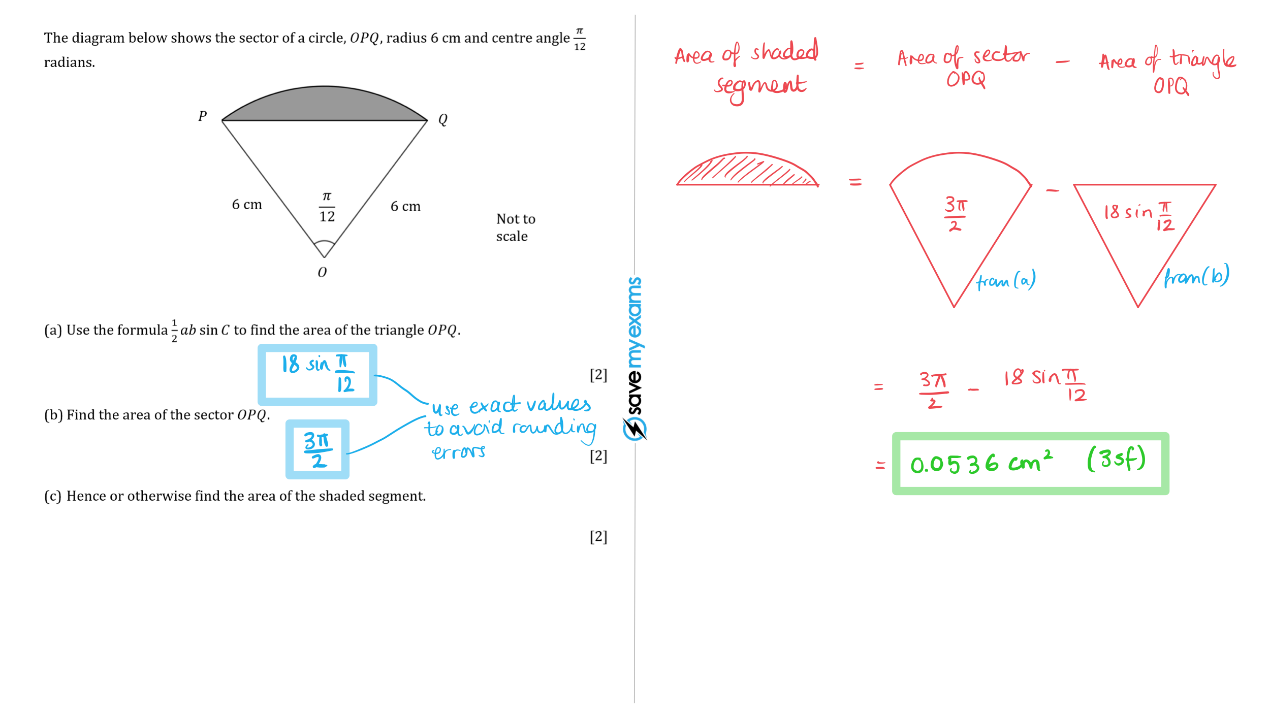 The diagram below shows the sector of a circle, OPQ, radius 6 cm and centre angle π/12
radians.
P
Q
6 cm
π/12
6 cm
Not to
scale
O
(a) Use the formula 1/2 ab sin C to find the area of the triangle OPQ.
18 sin π/12
[2]
(b) Find the area of the sector OPQ.
3π/2
use exact values
to avoid rounding
errors
[2]
(c) Hence or otherwise find the area of the shaded segment.
[2]
savemyexams
Area of shaded segment = Area of sector OPQ − Area of triangle OPQ
= 3π/2 − 18 sin π/12
from (a)
from (b)
= 3π/2 − 18 sin π/12
= 0.0536 cm² (3sf)